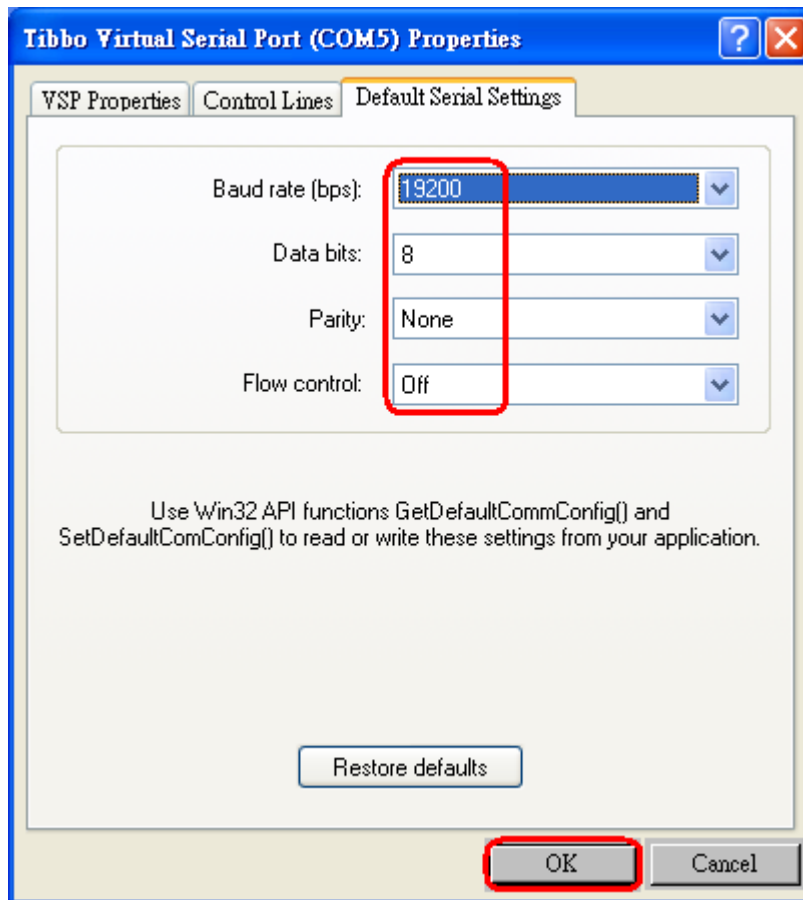 Tibbo Virtual Serial Port (COM5) Properties
VSP Properties Control Lines Default Serial Settings
Baud rate (bps): 19200
Data bits: 8
Parity: None
Flow control: Off
Use Win32 API functions GetDefaultCommConfig() and
SetDefaultComConfig() to read or write these settings from your application.
Restore defaults
OK Cancel